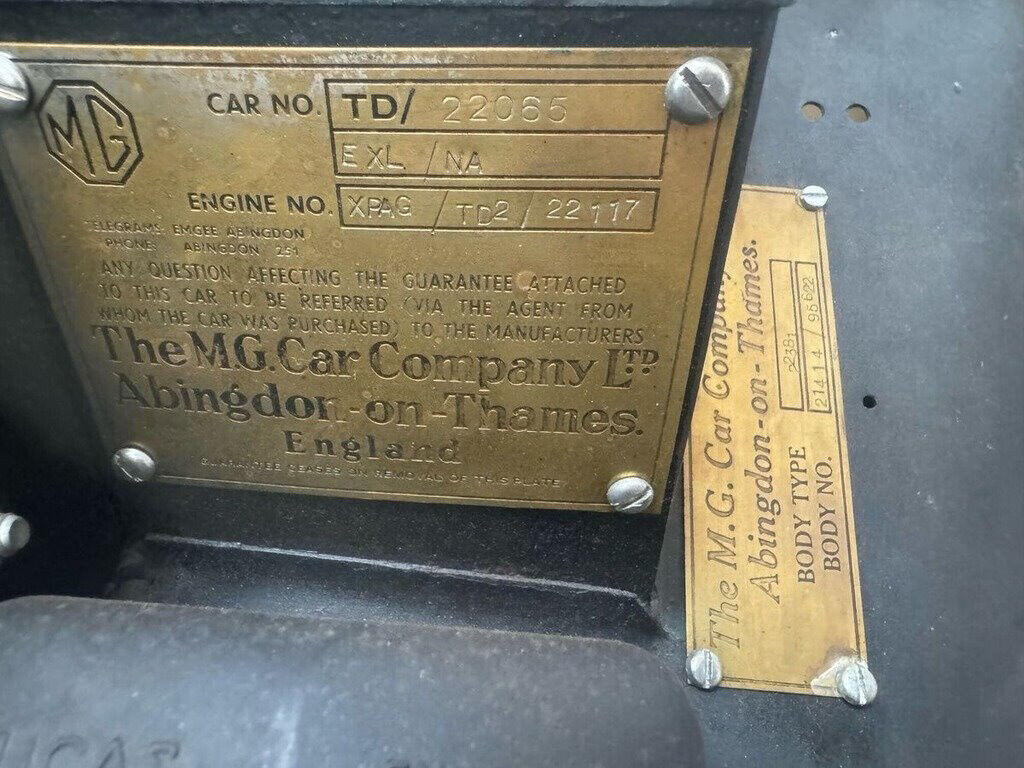 MG
CAR NO. TD/ 22065
EXL / NA
ENGINE NO. XPAG / TD2 / 22117
TELEGRAMS: EMGEE ABINGDON
PHONE: ABINGDON 251
ANY QUESTION AFFECTING THE GUARANTEE ATTACHED
TO THIS CAR TO BE REFERRED (VIA THE AGENT FROM
WHOM THE CAR WAS PURCHASED) TO THE MANUFACTURERS
The M.G. Car Company LTD
Abingdon-on-Thames.
England
GUARANTEE CEASES ON REMOVAL OF THIS PLATE
The M.G. Car Company
Abingdon-on-Thames.
BODY TYPE 22381
BODY NO. 21414 / 95622
LUCAS